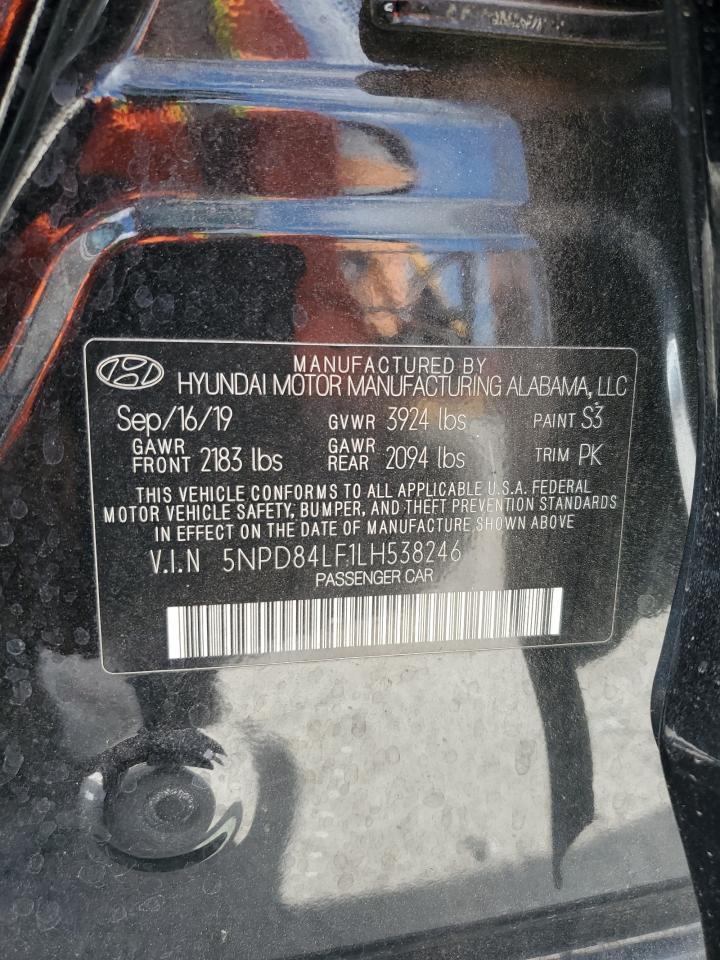 MANUFACTURED BY
HYUNDAI MOTOR MANUFACTURING ALABAMA, LLC
Sep/16/19 GVWR 3924 lbs PAINT S3
GAWR FRONT 2183 lbs GAWR REAR 2094 lbs TRIM PK
THIS VEHICLE CONFORMS TO ALL APPLICABLE U.S.A. FEDERAL
MOTOR VEHICLE SAFETY, BUMPER, AND THEFT PREVENTION STANDARDS
IN EFFECT ON THE DATE OF MANUFACTURE SHOWN ABOVE
V.I.N 5NPD84LF1LH538246
PASSENGER CAR